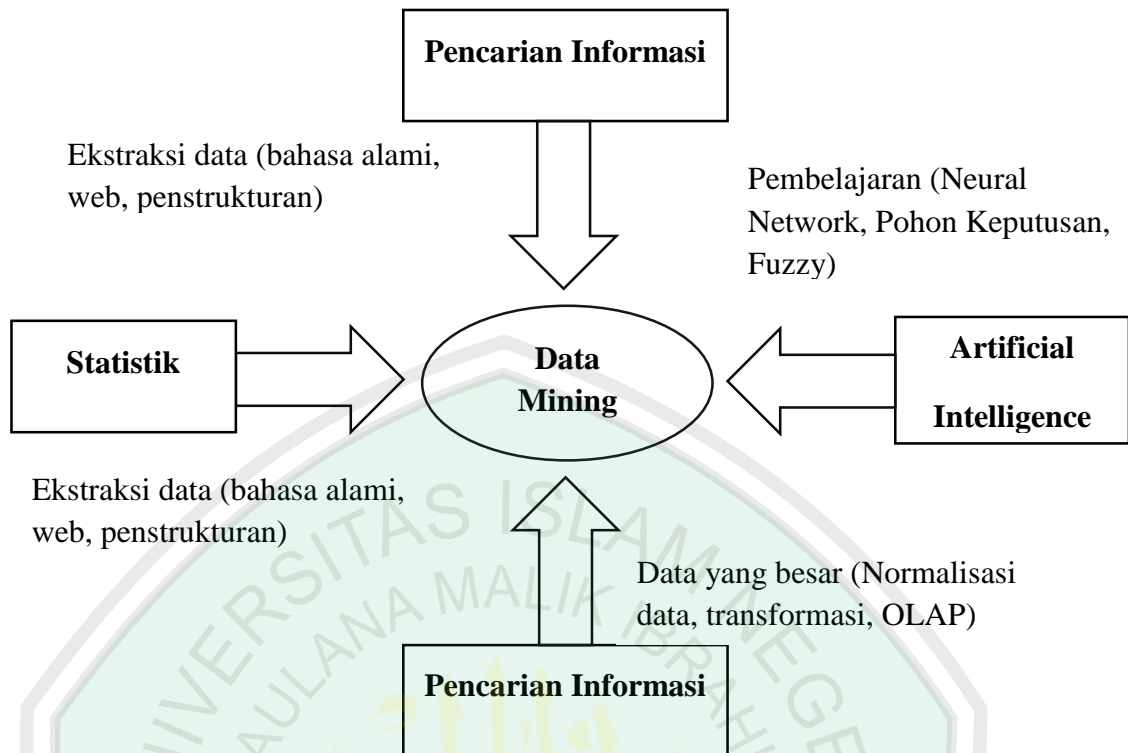 Pencarian Informasi
Ekstraksi data (bahasa alami,
web, penstrukturan)
Pembelajaran (Neural
Network, Pohon Keputusan,
Fuzzy)
Statistik
Data
Mining
Artificial
Intelligence
Ekstraksi data (bahasa alami,
web, penstrukturan)
Data yang besar (Normalisasi
data, transformasi, OLAP)
Pencarian Informasi